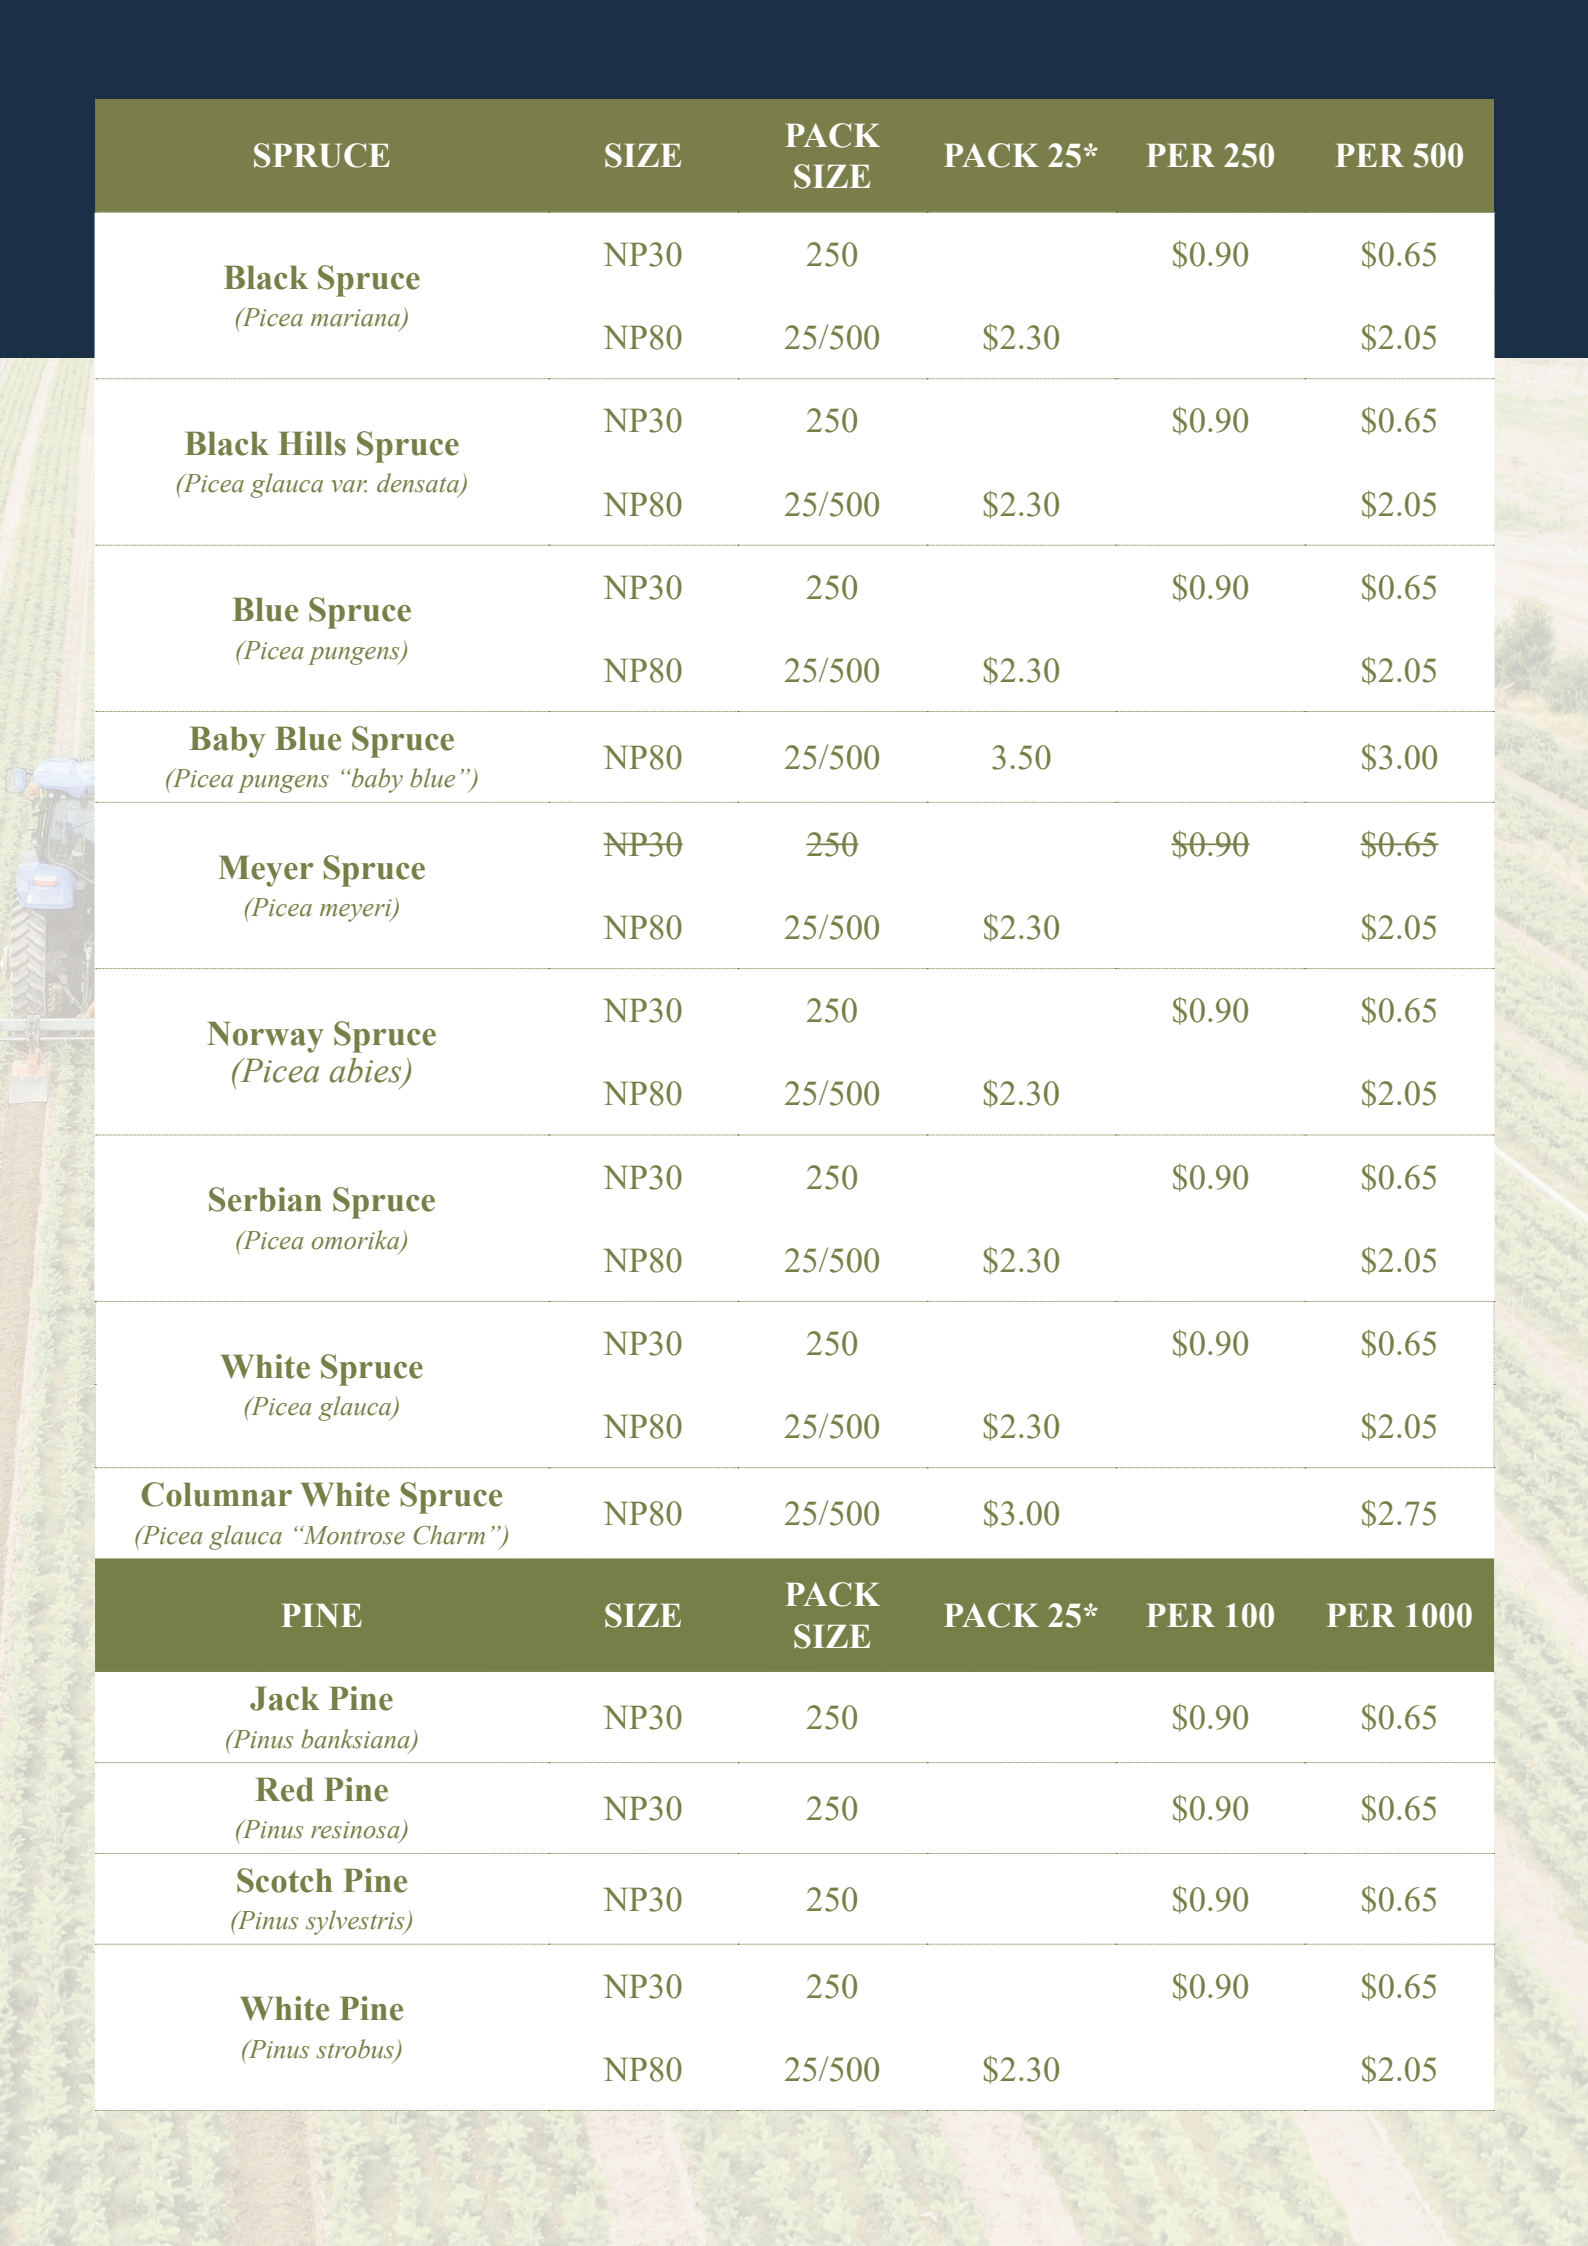 SPRUCE SIZE PACK SIZE PACK 25* PER 250 PER 500
Black Spruce
(Picea mariana)
NP30 250 $0.90 $0.65
NP80 25/500 $2.30 $2.05
Black Hills Spruce
(Picea glauca var. densata)
NP30 250 $0.90 $0.65
NP80 25/500 $2.30 $2.05
Blue Spruce
(Picea pungens)
NP30 250 $0.90 $0.65
NP80 25/500 $2.30 $2.05
Baby Blue Spruce
(Picea pungens “baby blue”)
NP80 25/500 3.50 $3.00
Meyer Spruce
(Picea meyeri)
NP30 250 $0.90 $0.65
NP80 25/500 $2.30 $2.05
Norway Spruce
(Picea abies)
NP30 250 $0.90 $0.65
NP80 25/500 $2.30 $2.05
Serbian Spruce
(Picea omorika)
NP30 250 $0.90 $0.65
NP80 25/500 $2.30 $2.05
White Spruce
(Picea glauca)
NP30 250 $0.90 $0.65
NP80 25/500 $2.30 $2.05
Columnar White Spruce
(Picea glauca “Montrose Charm”)
NP80 25/500 $3.00 $2.75
PINE SIZE PACK SIZE PACK 25* PER 100 PER 1000
Jack Pine
(Pinus banksiana)
NP30 250 $0.90 $0.65
Red Pine
(Pinus resinosa)
NP30 250 $0.90 $0.65
Scotch Pine
(Pinus sylvestris)
NP30 250 $0.90 $0.65
White Pine
(Pinus strobus)
NP30 250 $0.90 $0.65
NP80 25/500 $2.30 $2.05